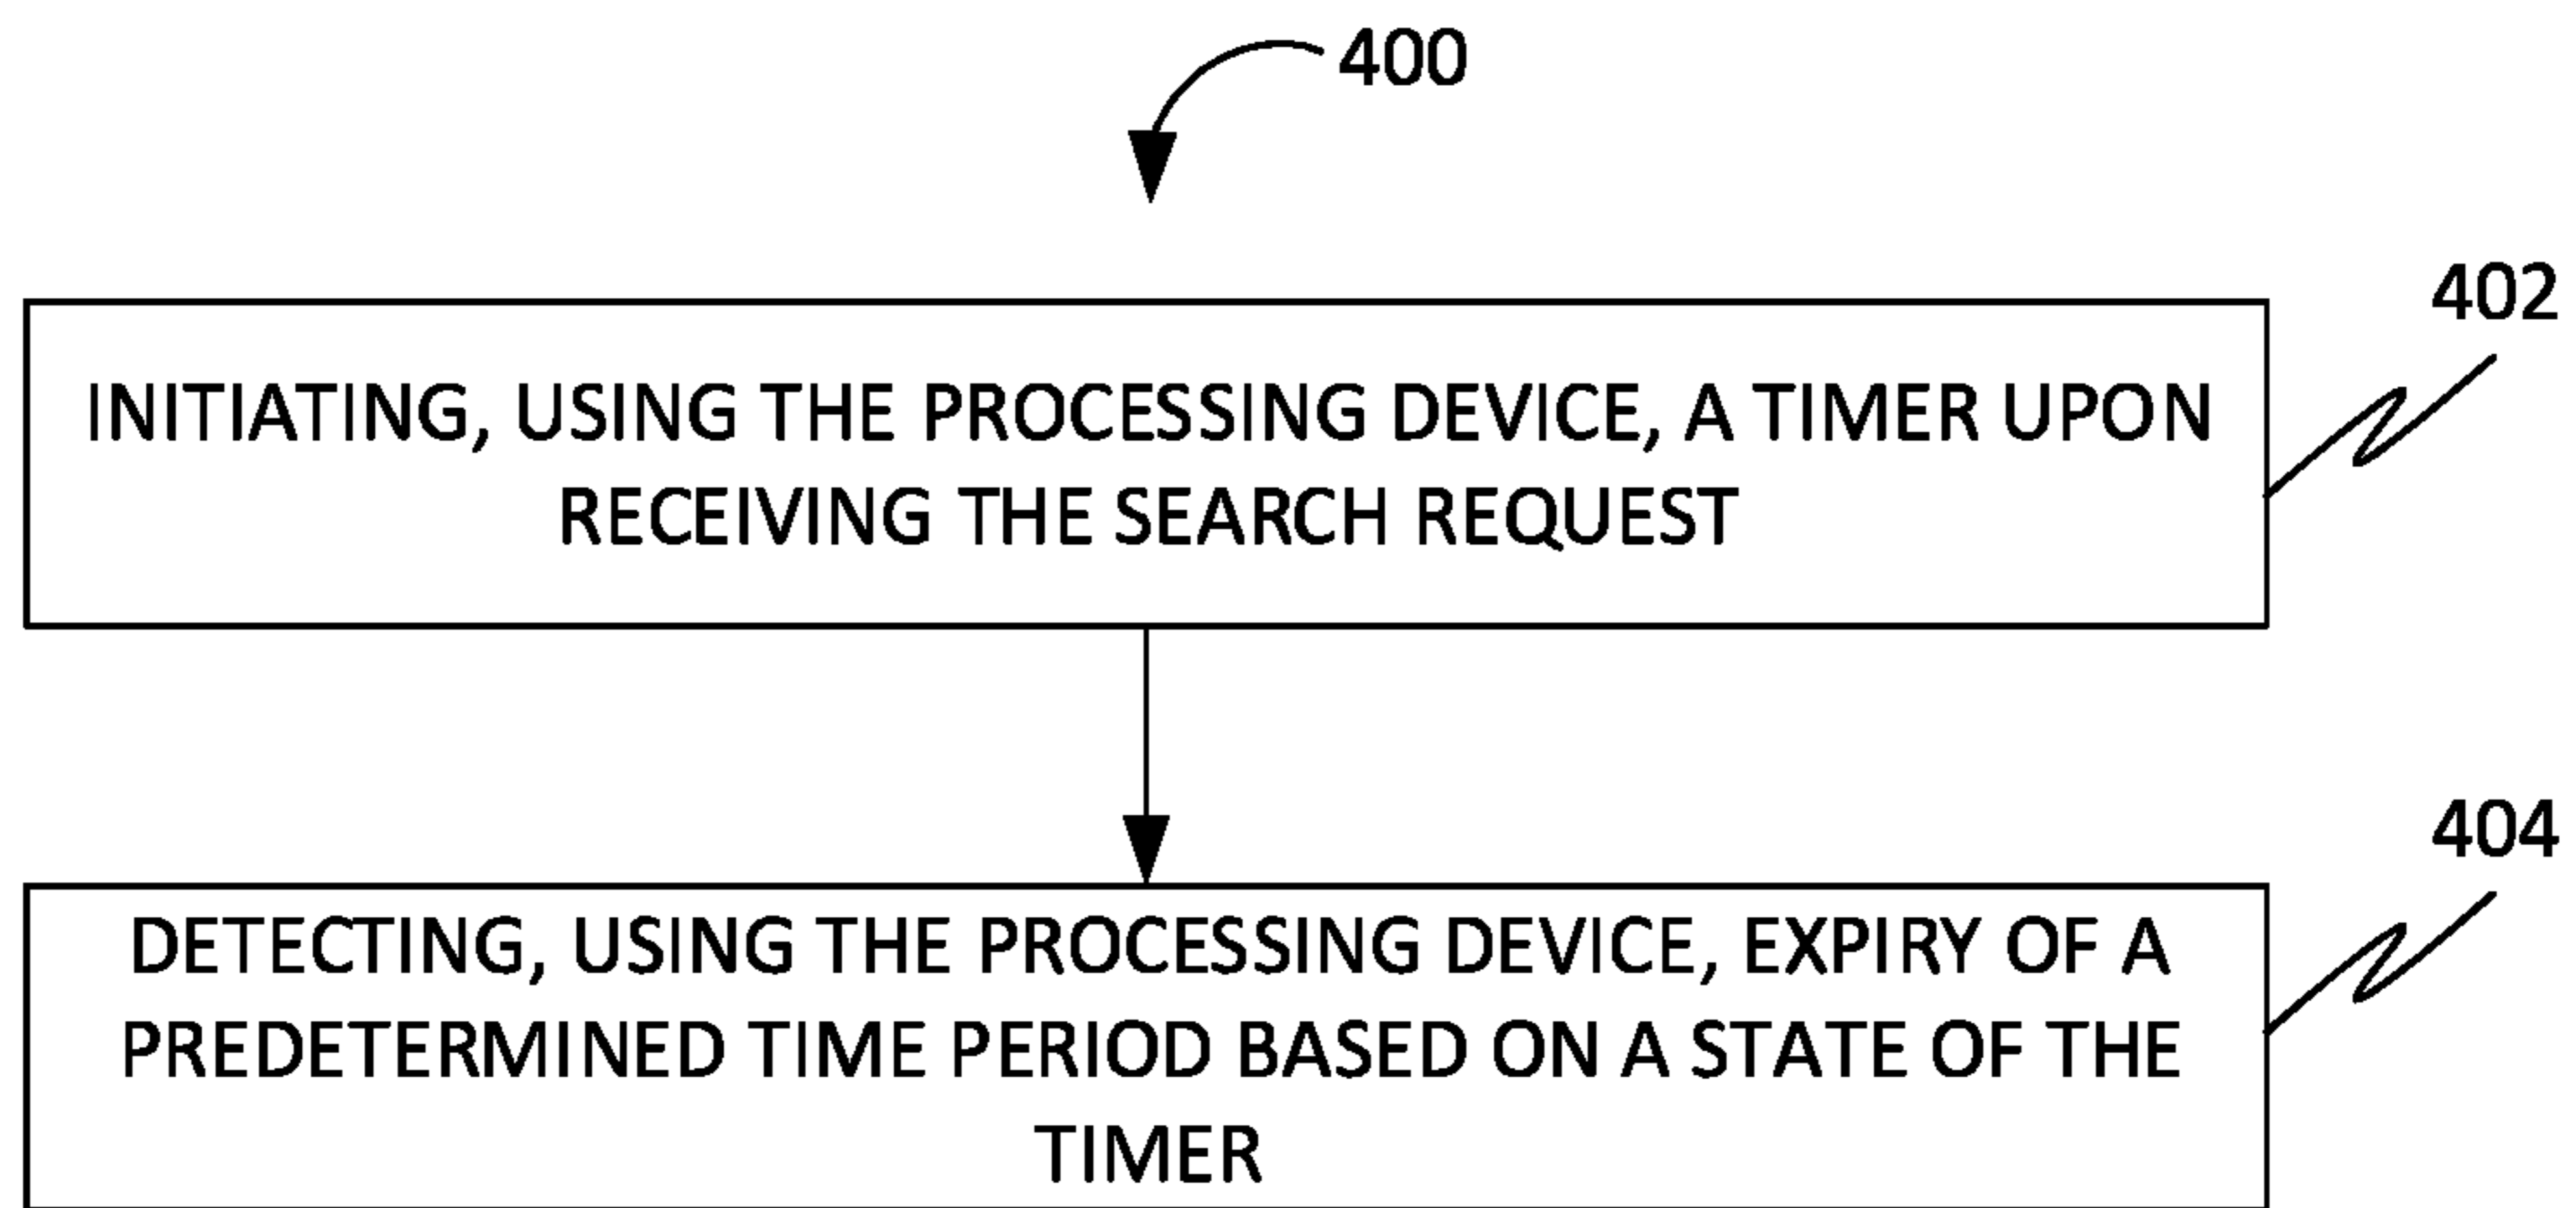 400
402
INITIATING, USING THE PROCESSING DEVICE, A TIMER UPON
RECEIVING THE SEARCH REQUEST
404
DETECTING, USING THE PROCESSING DEVICE, EXPIRY OF A
PREDETERMINED TIME PERIOD BASED ON A STATE OF THE
TIMER